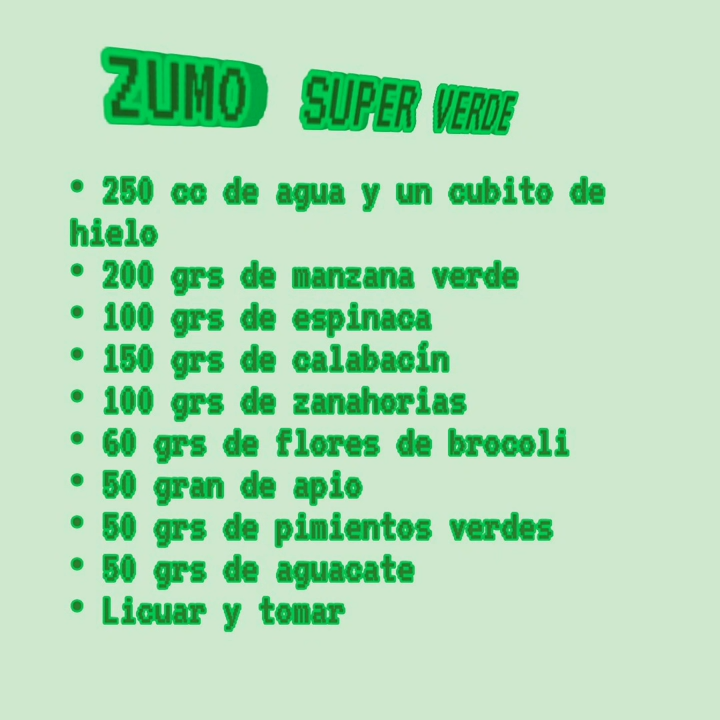 ZUMO SUPER VERDE
• 250 cc de agua y un cubito de
hielo
• 200 grs de manzana verde
• 100 grs de espinaca
• 150 grs de calabacín
• 100 grs de zanahorias
• 60 grs de flores de brocoli
• 50 gran de apio
• 50 grs de pimientos verdes
• 50 grs de aguacate
• Licuar y tomar